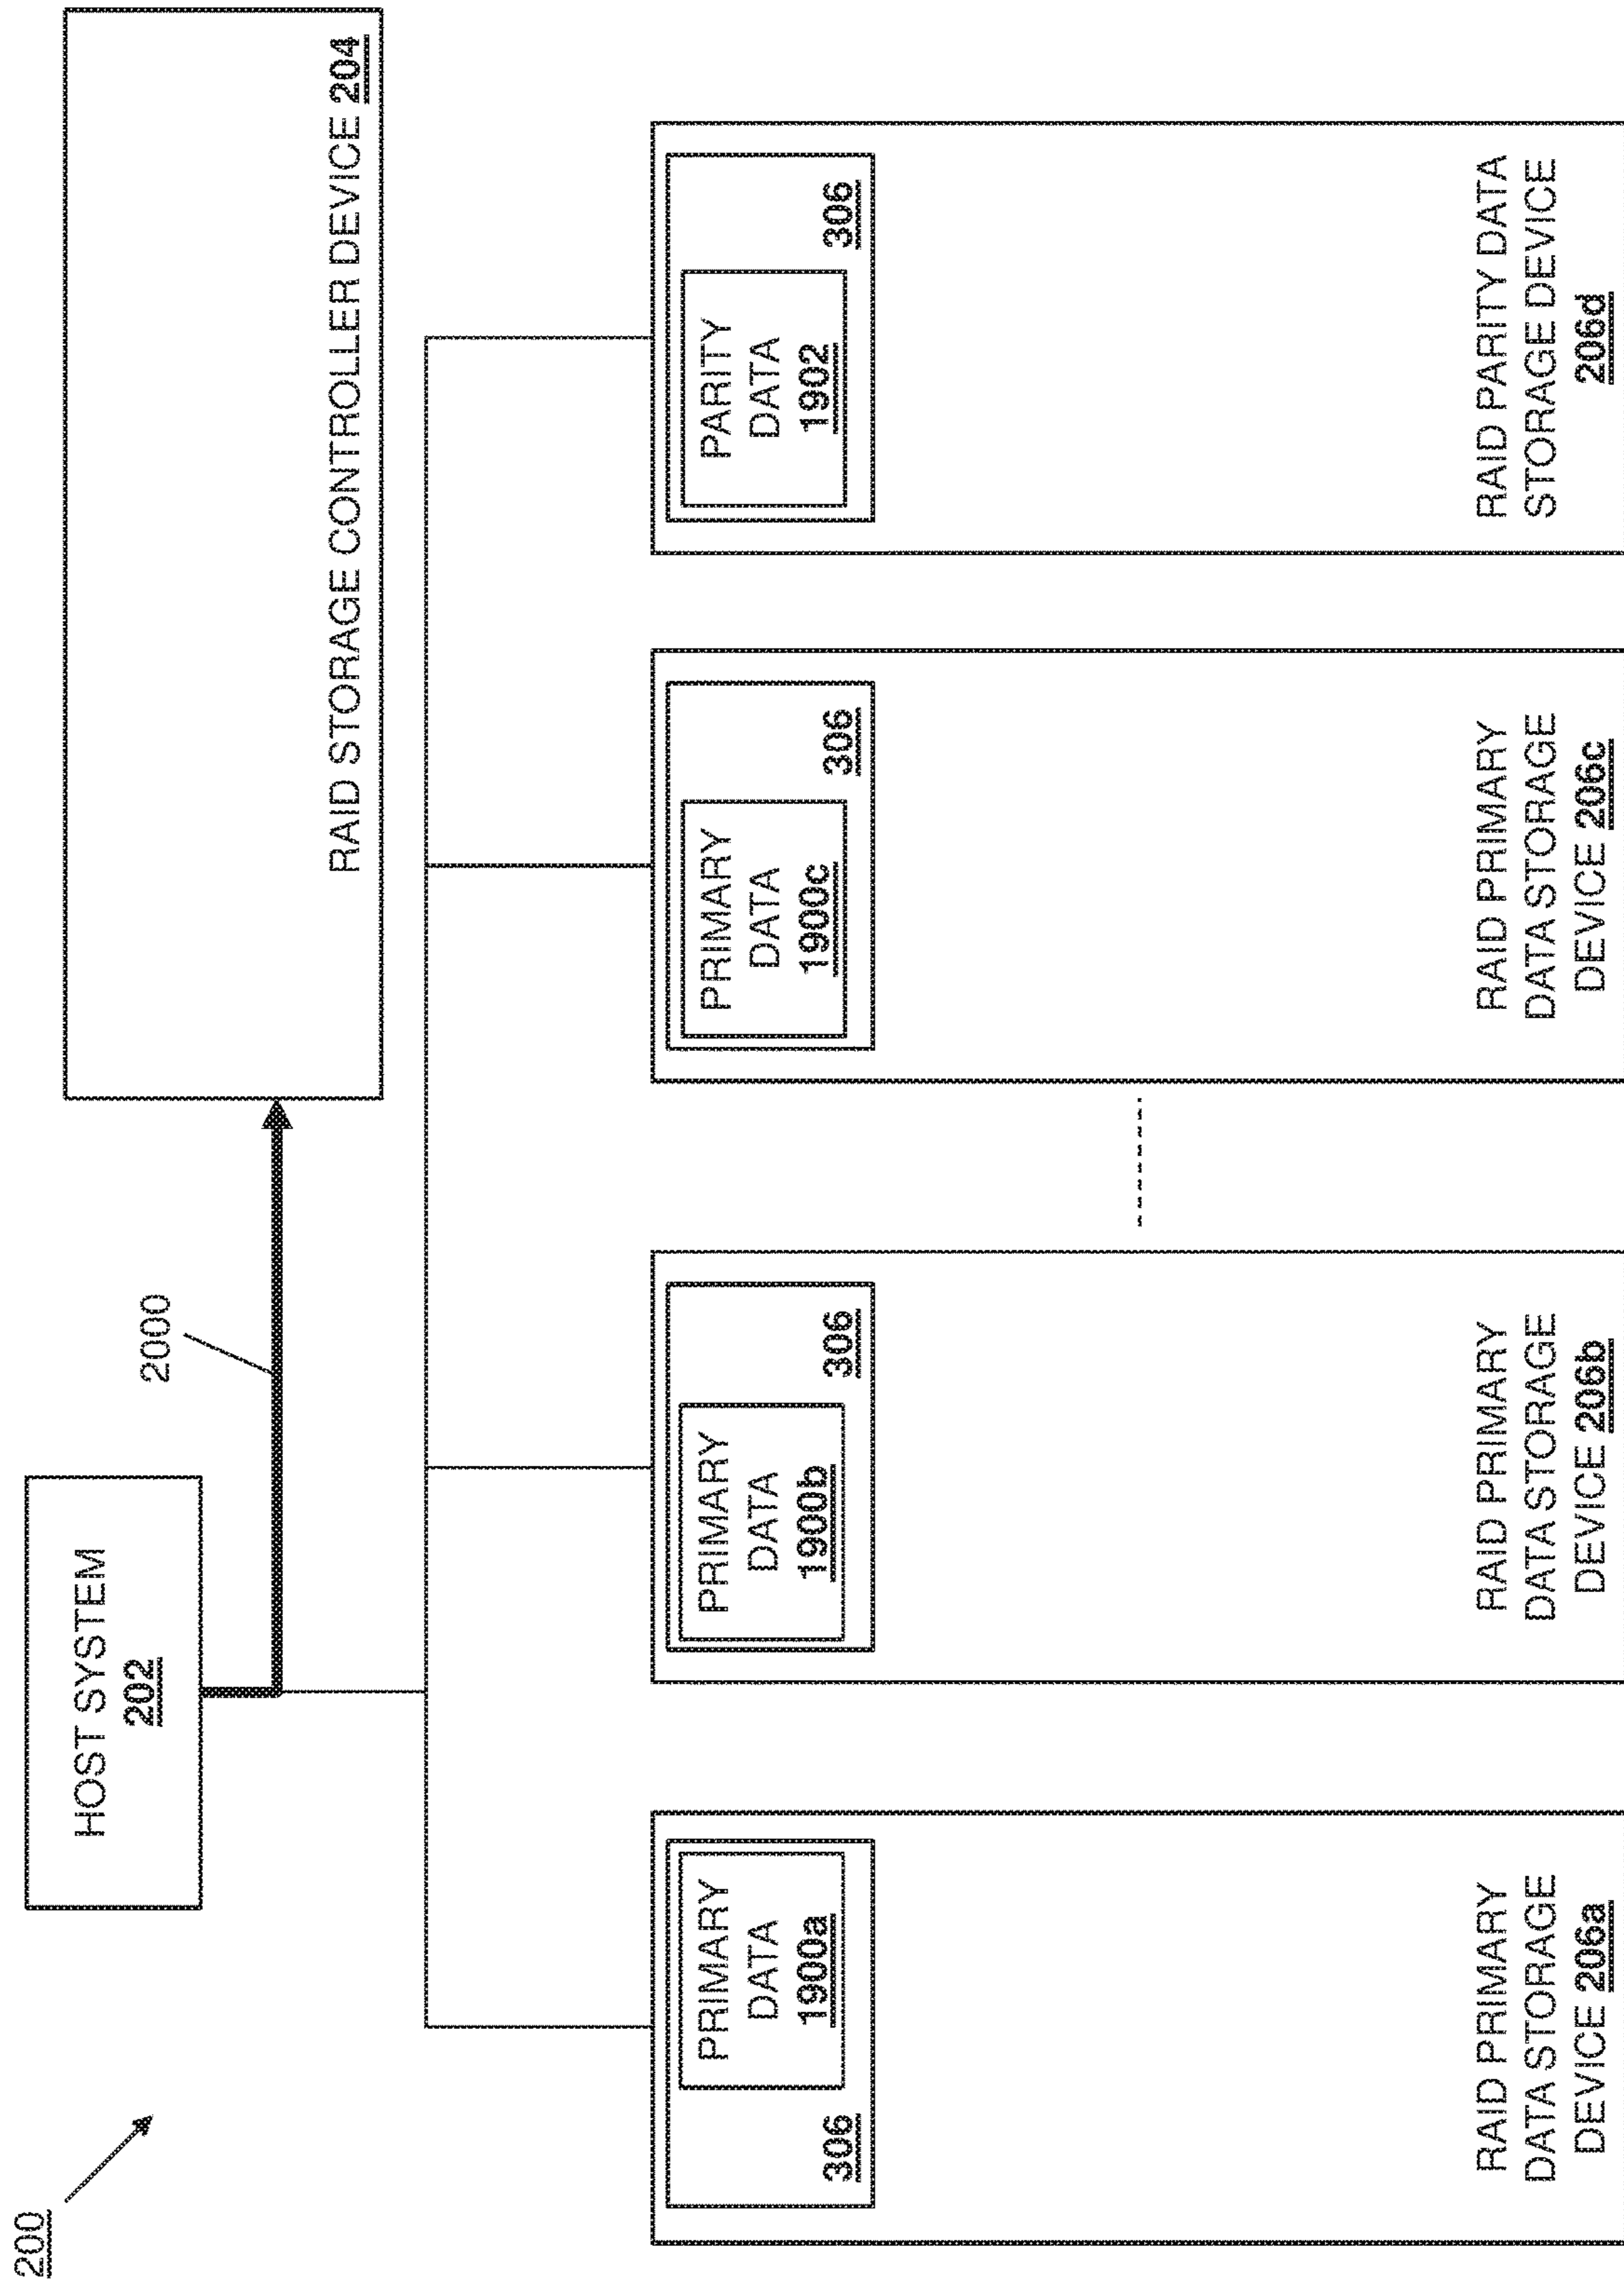 200
HOST SYSTEM
202
2000
RAID STORAGE CONTROLLER DEVICE 204
306
PRIMARY
DATA
1900a
RAID PRIMARY
DATA STORAGE
DEVICE 206a
PRIMARY
DATA
1900b
306
RAID PRIMARY
DATA STORAGE
DEVICE 206b
PRIMARY
DATA
1900c
306
RAID PRIMARY
DATA STORAGE
DEVICE 206c
PARITY
DATA
1902
306
RAID PARITY DATA
STORAGE DEVICE
206d